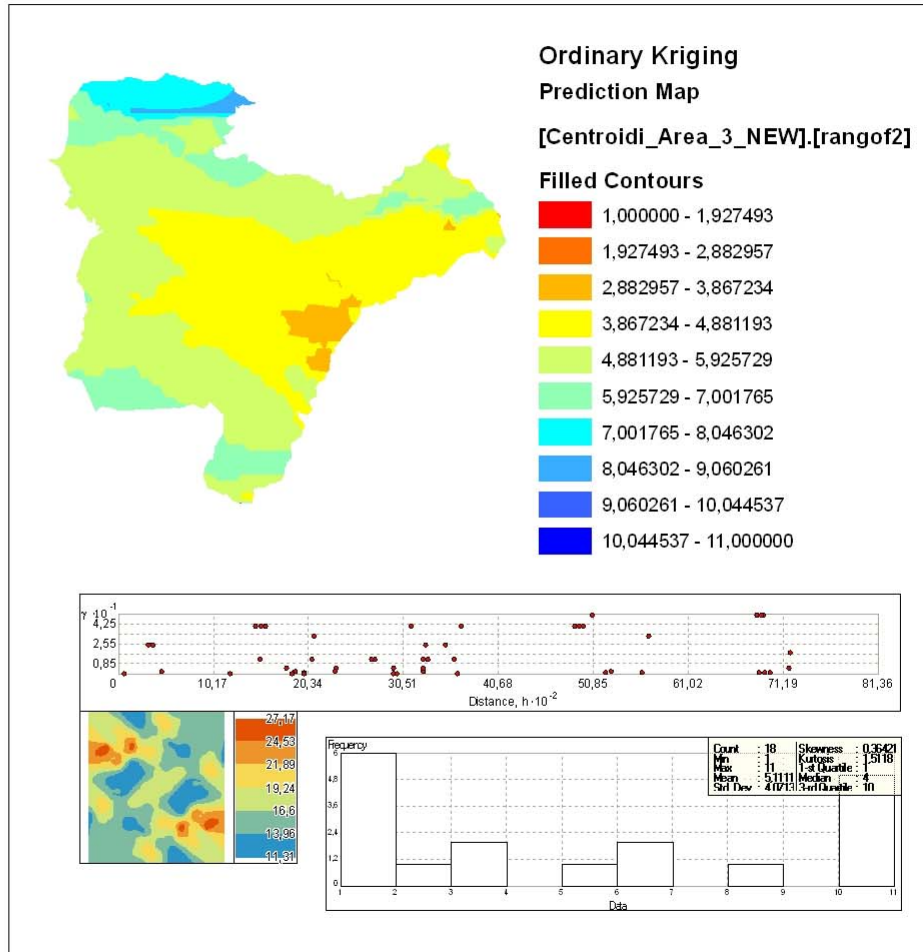 Ordinary Kriging
Prediction Map
[Centroidi_Area_3_NEW].[rangof2]
Filled Contours
1,000000 - 1,927493
1,927493 - 2,882957
2,882957 - 3,867234
3,867234 - 4,881193
4,881193 - 5,925729
5,925729 - 7,001765
7,001765 - 8,046302
8,046302 - 9,060261
9,060261 - 10,044537
10,044537 - 11,000000
γ ·10⁻¹
4,25
2,55
0,85
0 10,17 20,34 30,51 40,68 50,85 61,02 71,19 81,36
Distance, h·10⁻²
27,17
24,53
21,89
19,24
16,6
13,96
11,31
Frequency
6
4,8
3,6
2,4
1,2
0
1 2 3 4 5 6 7 8 9 10 11
Data
Count : 18 Skewness : 0,36421
Min : 1 Kurtosis : 1,5118
Max : 11 1-st Quartile : 1
Mean : 5,1111 Median : 4
Std. Dev. : 4,0713 3-rd Quartile : 10